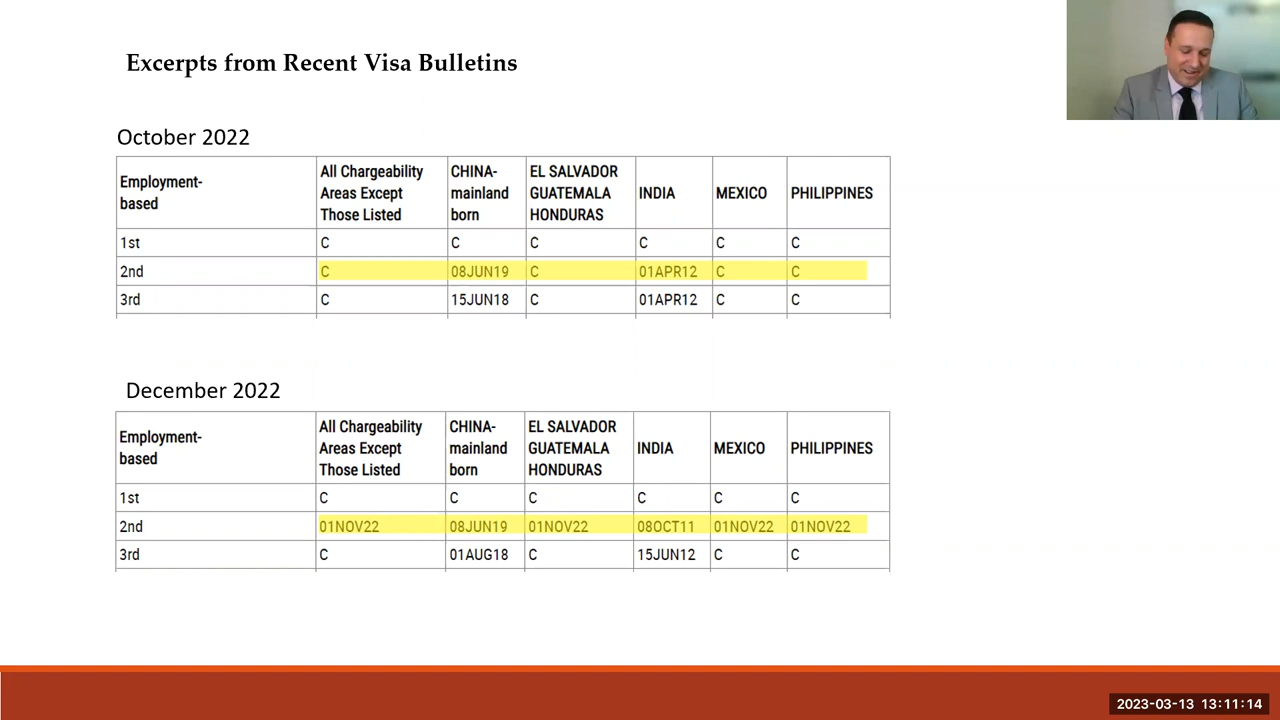 Excerpts from Recent Visa Bulletins
October 2022
Employment-based | All Chargeability Areas Except Those Listed | CHINA-mainland born | EL SALVADOR GUATEMALA HONDURAS | INDIA | MEXICO | PHILIPPINES
1st | C | C | C | C | C | C
2nd | C | 08JUN19 | C | 01APR12 | C | C
3rd | C | 15JUN18 | C | 01APR12 | C | C
December 2022
Employment-based | All Chargeability Areas Except Those Listed | CHINA-mainland born | EL SALVADOR GUATEMALA HONDURAS | INDIA | MEXICO | PHILIPPINES
1st | C | C | C | C | C | C
2nd | 01NOV22 | 08JUN19 | 01NOV22 | 08OCT11 | 01NOV22 | 01NOV22
3rd | C | 01AUG18 | C | 15JUN12 | C | C
2023-03-13 13:11:14